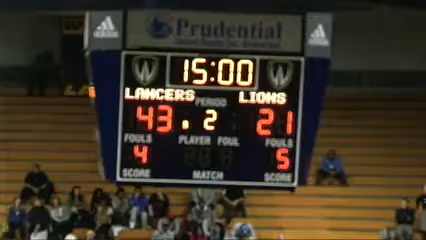 Prudential
adidas
adidas
15:00
LANCERS PERIOD LIONS
43 2 21
FOULS PLAYER FOUL FOULS
4 5
SCORE MATCH SCORE